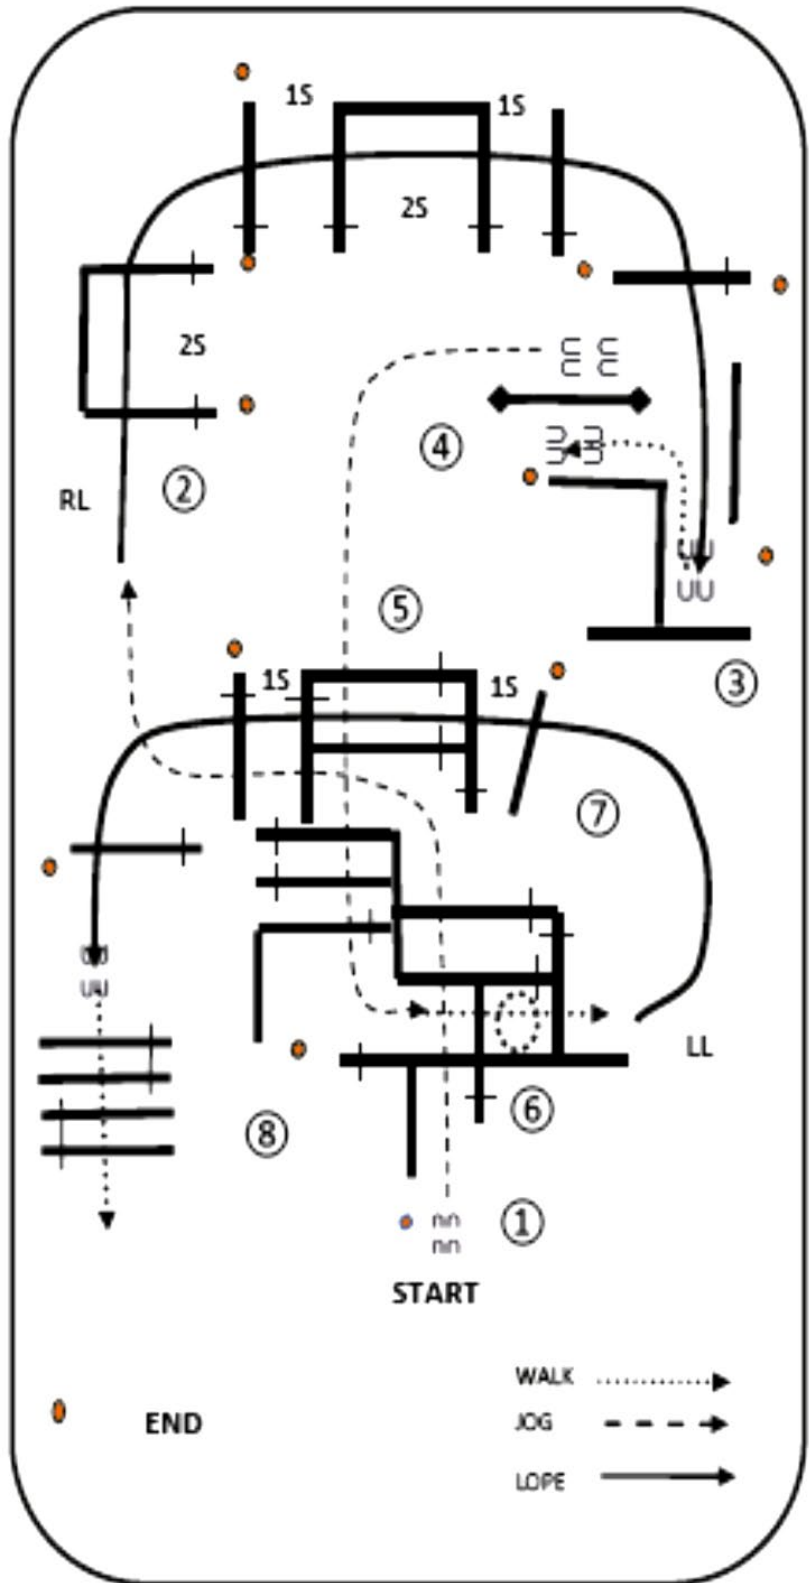 1S 1S
2S
2S
④
RL ②
⑤
③
1S 1S
⑦
LL
⑥
⑧
①
START
WALK
END JOG
LOPE